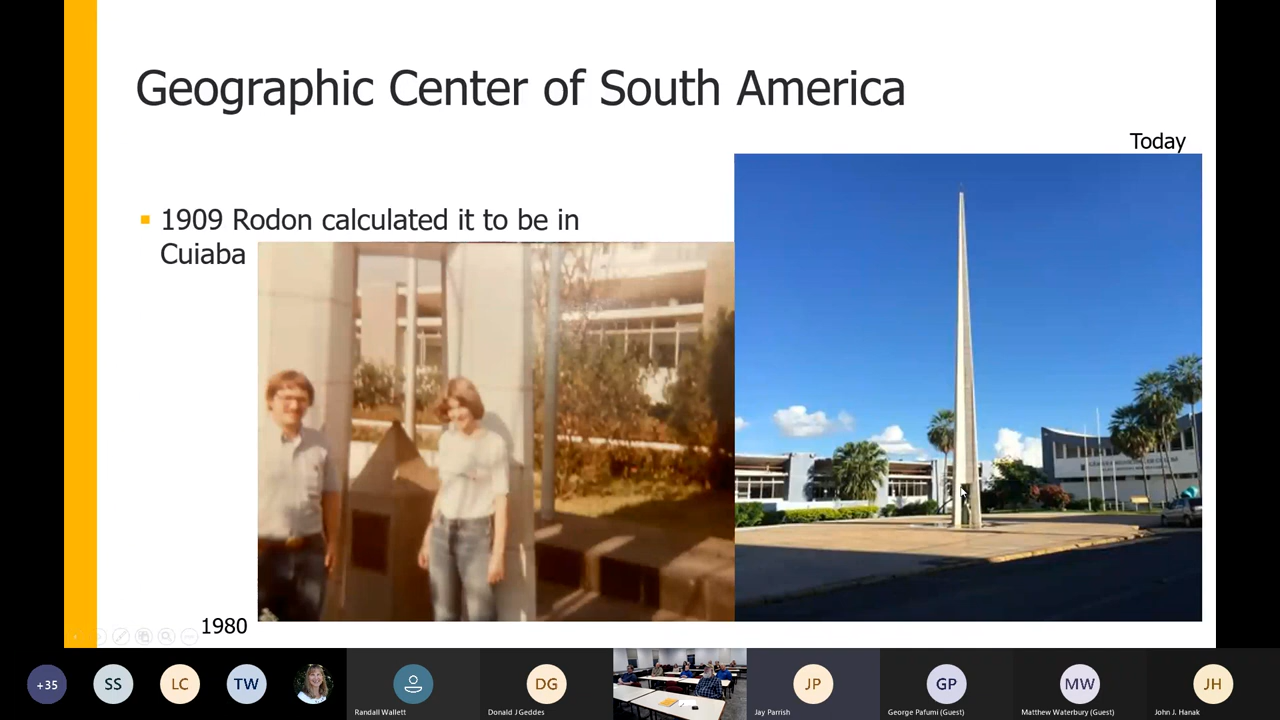 Geographic Center of South America
Today
1909 Rodon calculated it to be in
Cuiaba
1980
+35
SS
LC
TW
DG
JP
GP
MW
JH
Randall Wallett
Donald J Geddes
Jay Parrish
George Pafumi (Guest)
Matthew Waterbury (Guest)
John J. Hanak